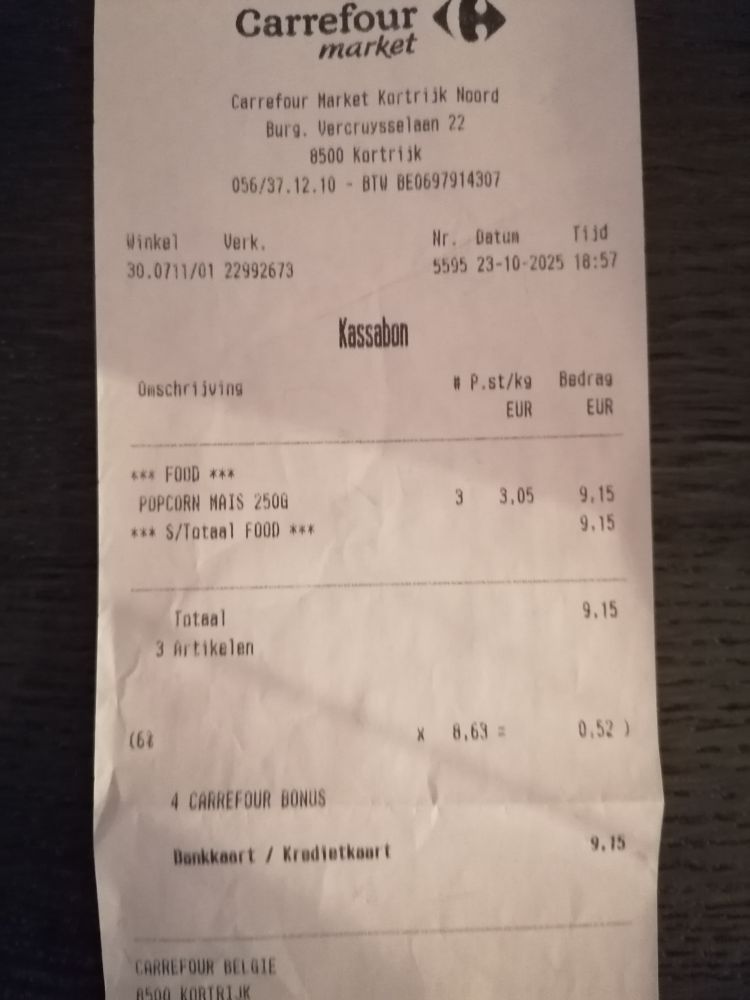 Carrefour
market
Carrefour Market Kortrijk Noord
Burg. Vercruysselaan 22
8500 Kortrijk
056/37.12.10 - BTW BE0697914307
Winkel Verk. Nr. Datum Tijd
30.0711/01 22992673 5595 23-10-2025 18:57
Kassabon
Omschrijving # P.st/kg Bedrag
EUR EUR
*** FOOD ***
POPCORN MAIS 250G 3 3,05 9,15
*** S/Totaal FOOD *** 9,15
Totaal 9,15
3 Artikelen
(6% x 8,63 = 0,52 )
4 CARREFOUR BONUS
Bankkaart / Kredietkaart 9,15
CARREFOUR BELGIE
8500 KORTRIJK